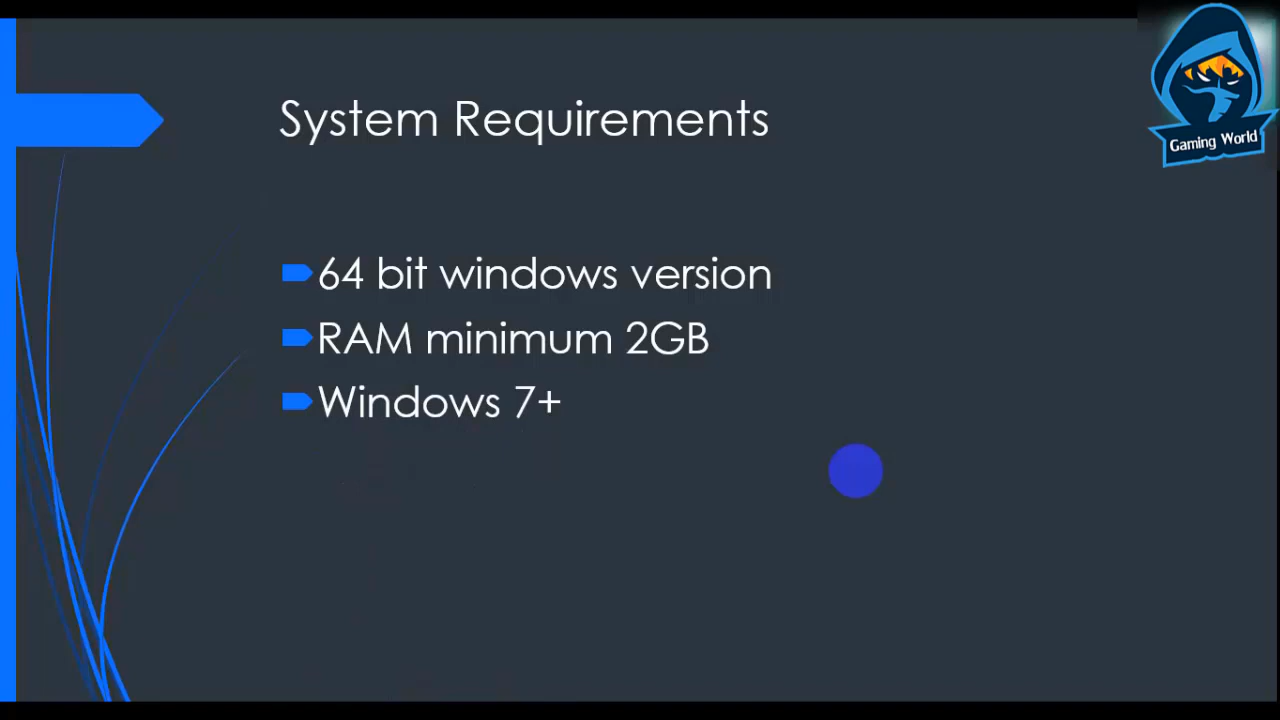 System Requirements
Gaming World
64 bit windows version
RAM minimum 2GB
Windows 7+